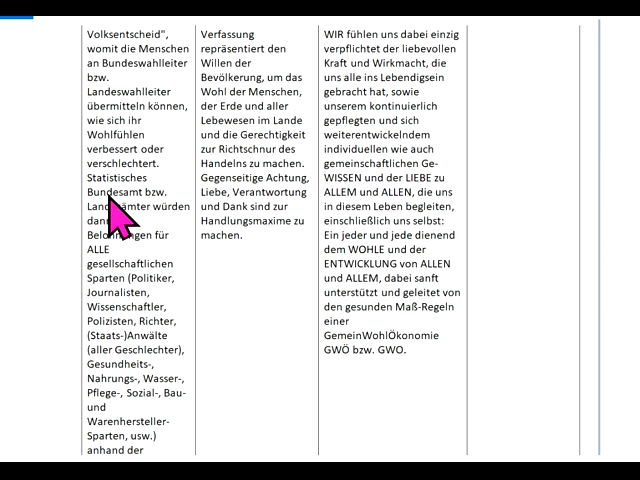 Volksentscheid",
womit die Menschen
an Bundeswahlleiter
bzw.
Landeswahlleiter
übermitteln können,
wie sich ihr
Wohlfühlen
verbessert oder
verschlechtert.
Statistisches
Bundesamt bzw.
würden
für
ALLE
gesellschaftlichen
Sparten (Politiker,
Journalisten,
Wissenschaftler,
Polizisten, Richter,
(Staats-)Anwälte
(aller Geschlechter),
Gesundheits-,
Nahrungs-, Wasser-,
Pflege-, Sozial-, Bau-
und
Warenhersteller-
Sparten, usw.)
anhand der
Verfassung
repräsentiert den
Willen der
Bevölkerung, um das
Wohl der Menschen,
der Erde und aller
Lebewesen im Lande
und die Gerechtigkeit
zur Richtschnur des
Handelns zu machen.
Gegenseitige Achtung,
Liebe, Verantwortung
und Dank sind zur
Handlungsmaxime zu
machen.
WIR fühlen uns dabei einzig
verpflichtet der liebevollen
Kraft und Wirkmacht, die
uns alle ins Lebendigsein
gebracht hat, sowie
unserem kontinuierlich
gepflegten und sich
weiterentwickelndem
individuellen wie auch
gemeinschaftlichen Ge-
WISSEN und der LIEBE zu
ALLEM und ALLEN, die uns
in diesem Leben begleiten,
einschließlich uns selbst:
Ein jeder und jede dienend
dem WOHLE und der
ENTWICKLUNG von ALLEN
und ALLEM, dabei sanft
unterstützt und geleitet von
den gesunden Maß-Regeln
einer
GemeinWohlÖkonomie
GWÖ bzw. GWO.